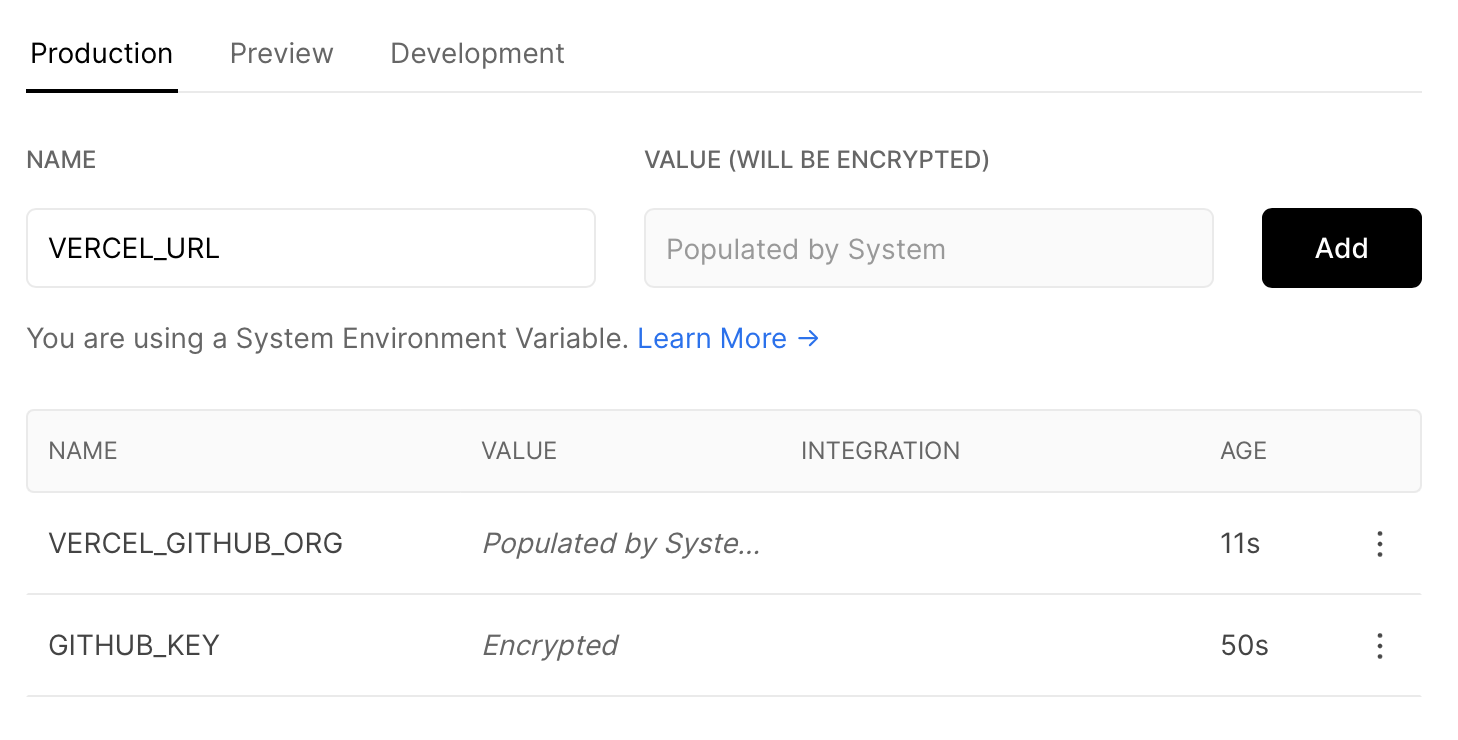 Production Preview Development
NAME VALUE (WILL BE ENCRYPTED)
VERCEL_URL Populated by System Add
You are using a System Environment Variable. Learn More →
NAME VALUE INTEGRATION AGE
VERCEL_GITHUB_ORG Populated by Syste... 11s
GITHUB_KEY Encrypted 50s